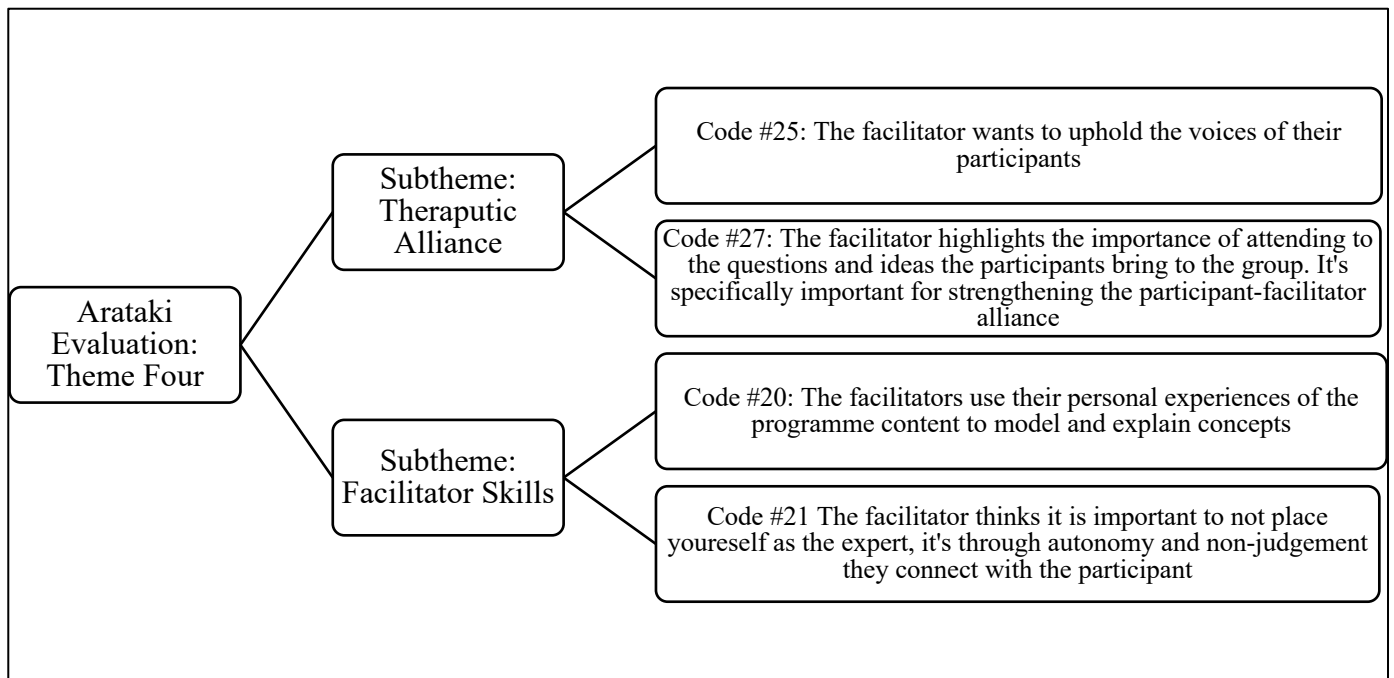 Arataki
Evaluation:
Theme Four
Subtheme:
Theraputic
Alliance
Code #25: The facilitator wants to uphold the voices of their
participants
Code #27: The facilitator highlights the importance of attending to
the questions and ideas the participants bring to the group. It's
specifically important for strengthening the participant-facilitator
alliance
Subtheme:
Facilitator Skills
Code #20: The facilitators use their personal experiences of the
programme content to model and explain concepts
Code #21 The facilitator thinks it is important to not place
youreself as the expert, it's through autonomy and non-judgement
they connect with the participant